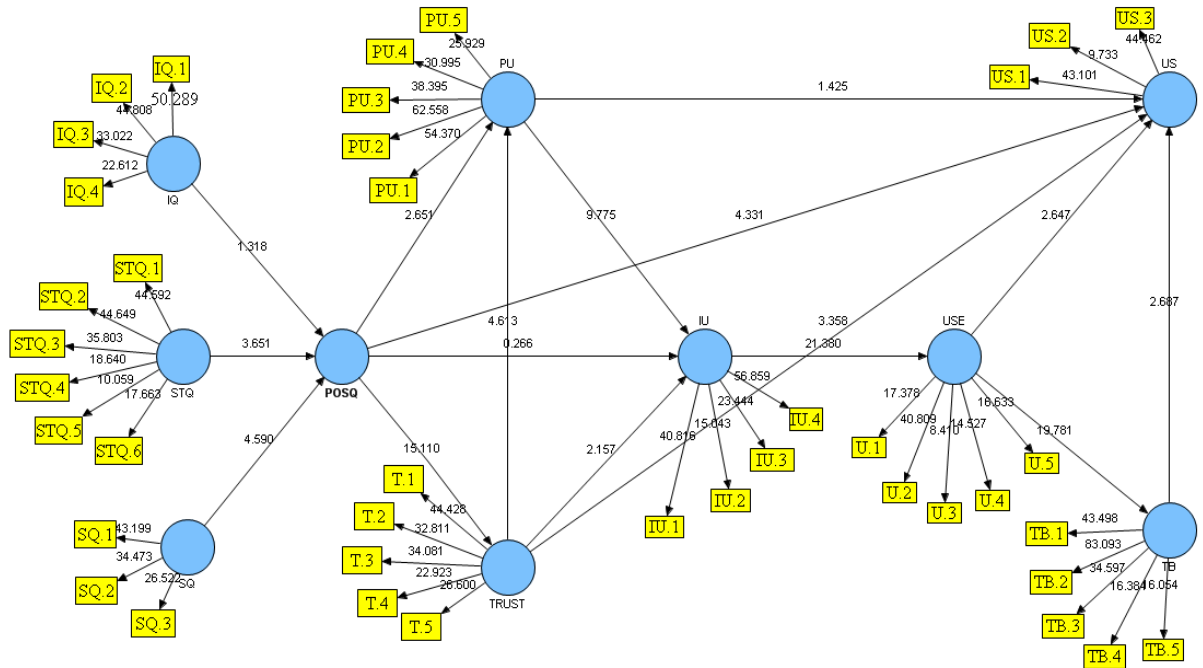 PU.5
25.929
PU.4
30.995
PU
38.395
PU.3
62.558
PU.2
54.370
PU.1
US.3
US.2
44.462
9.733
US
US.1
43.101
1.425
IQ.1
IQ.2
50.289
44.808
IQ.3
33.022
22.612
IQ.4
IQ
1.318
2.651
9.775
4.331
2.647
2.687
STQ.1
44.592
STQ.2
44.649
STQ.3
35.803
18.640
STQ.4
10.059
17.663
STQ.5
STQ.6
STQ
3.651
POSQ
4.613
0.266
IU
3.358
21.380
USE
56.859
23.444
15.043
40.816
IU.4
IU.3
IU.2
IU.1
17.378
40.809
8.410
14.527
16.633
U.1
U.2
U.3
U.4
U.5
19.781
4.590
15.110
2.157
SQ.1
43.199
34.473
SQ.2
26.522
SQ
SQ.3
T.1
44.428
T.2
32.811
T.3
34.081
22.923
26.600
T.4
T.5
TRUST
TB.1
43.498
83.093
TB.2
34.597
TB
16.384
16.054
TB.3
TB.4
TB.5